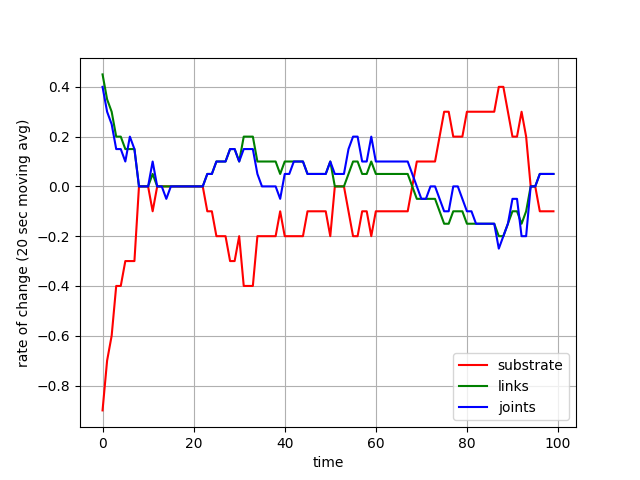 rate of change (20 sec moving avg)
0.4
0.2
0.0
−0.2
−0.4
−0.6
−0.8
substrate
links
joints
0 20 40 60 80 100
time